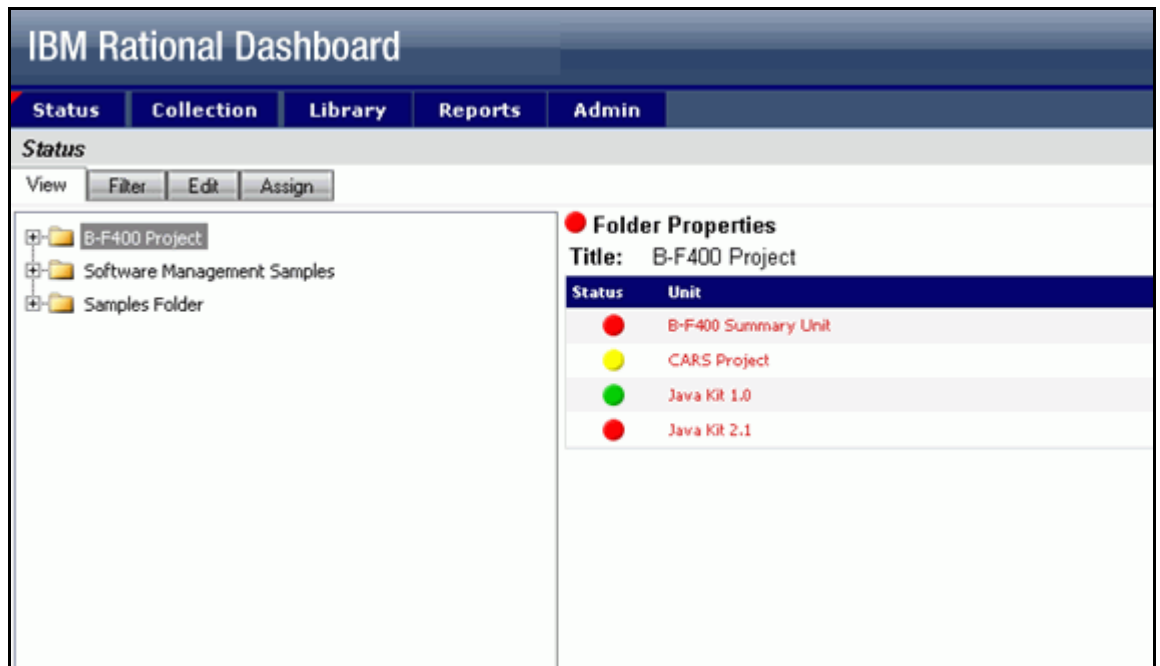 IBM Rational Dashboard
Status Collection Library Reports Admin
Status
View Filter Edit Assign
B-F400 Project
Software Management Samples
Samples Folder
Folder Properties
Title: B-F400 Project
Status Unit
B-F400 Summary Unit
CARS Project
Java Kit 1.0
Java Kit 2.1